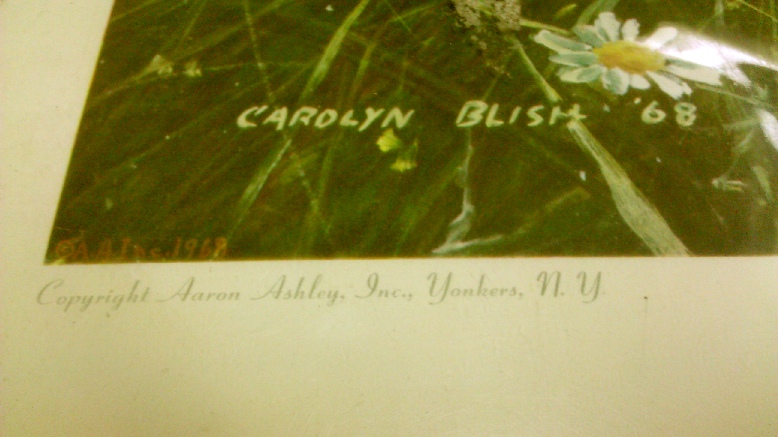 CAROLYN BLISH '68
©A.A.Inc.1968
Copyright Aaron Ashley, Inc., Yonkers, N. Y.